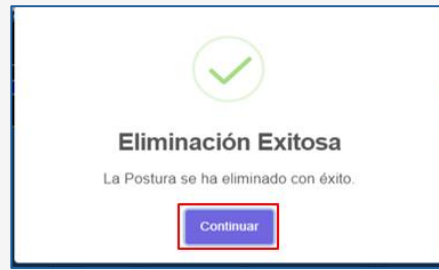 Eliminación Exitosa
La Postura se ha eliminado con éxito.
Continuar